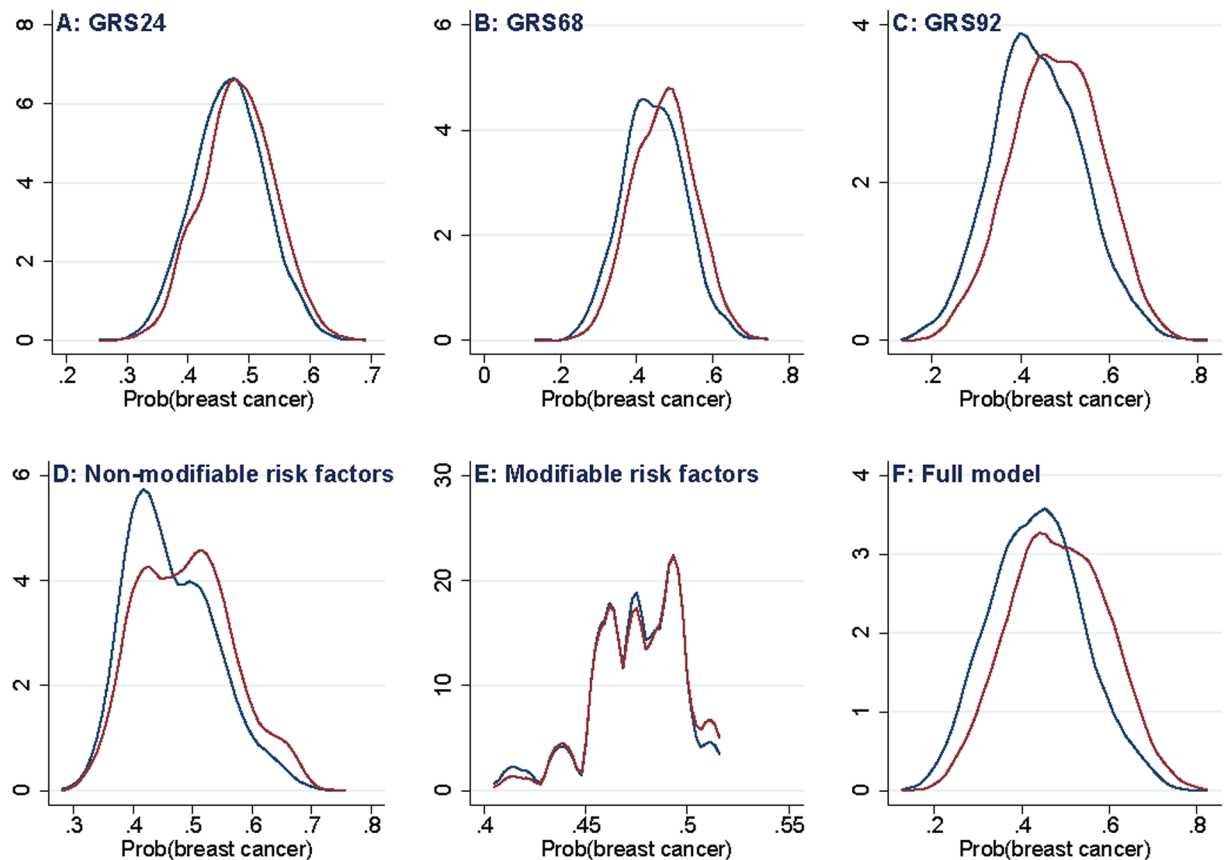 A: GRS24
8
6
4
2
0
.2 .3 .4 .5 .6 .7
Prob(breast cancer)
B: GRS68
6
4
2
0
0 .2 .4 .6 .8
Prob(breast cancer)
C: GRS92
4
2
0
.2 .4 .6 .8
Prob(breast cancer)
D: Non-modifiable risk factors
6
4
2
0
.3 .4 .5 .6 .7 .8
Prob(breast cancer)
E: Modifiable risk factors
30
20
10
0
.4 .45 .5 .55
Prob(breast cancer)
F: Full model
4
3
2
1
0
.2 .4 .6 .8
Prob(breast cancer)